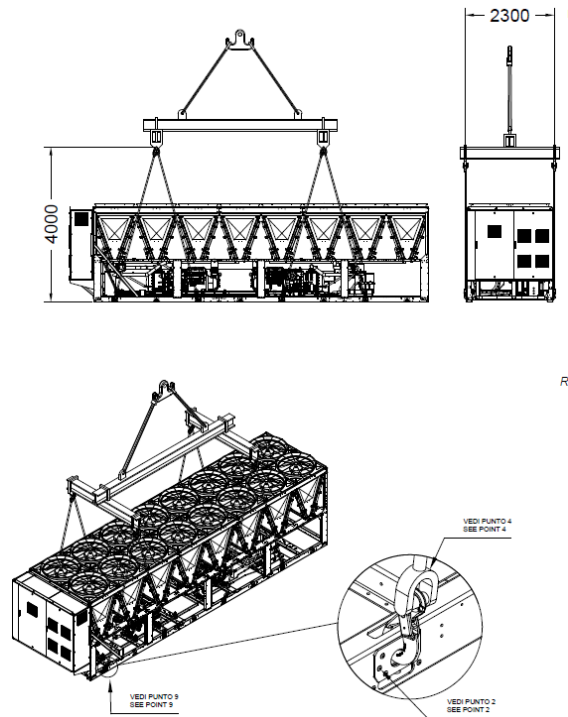 2300
4000
R
VEDI PUNTO 4
SEE POINT 4
VEDI PUNTO 9
SEE POINT 9
VEDI PUNTO 2
SEE POINT 2